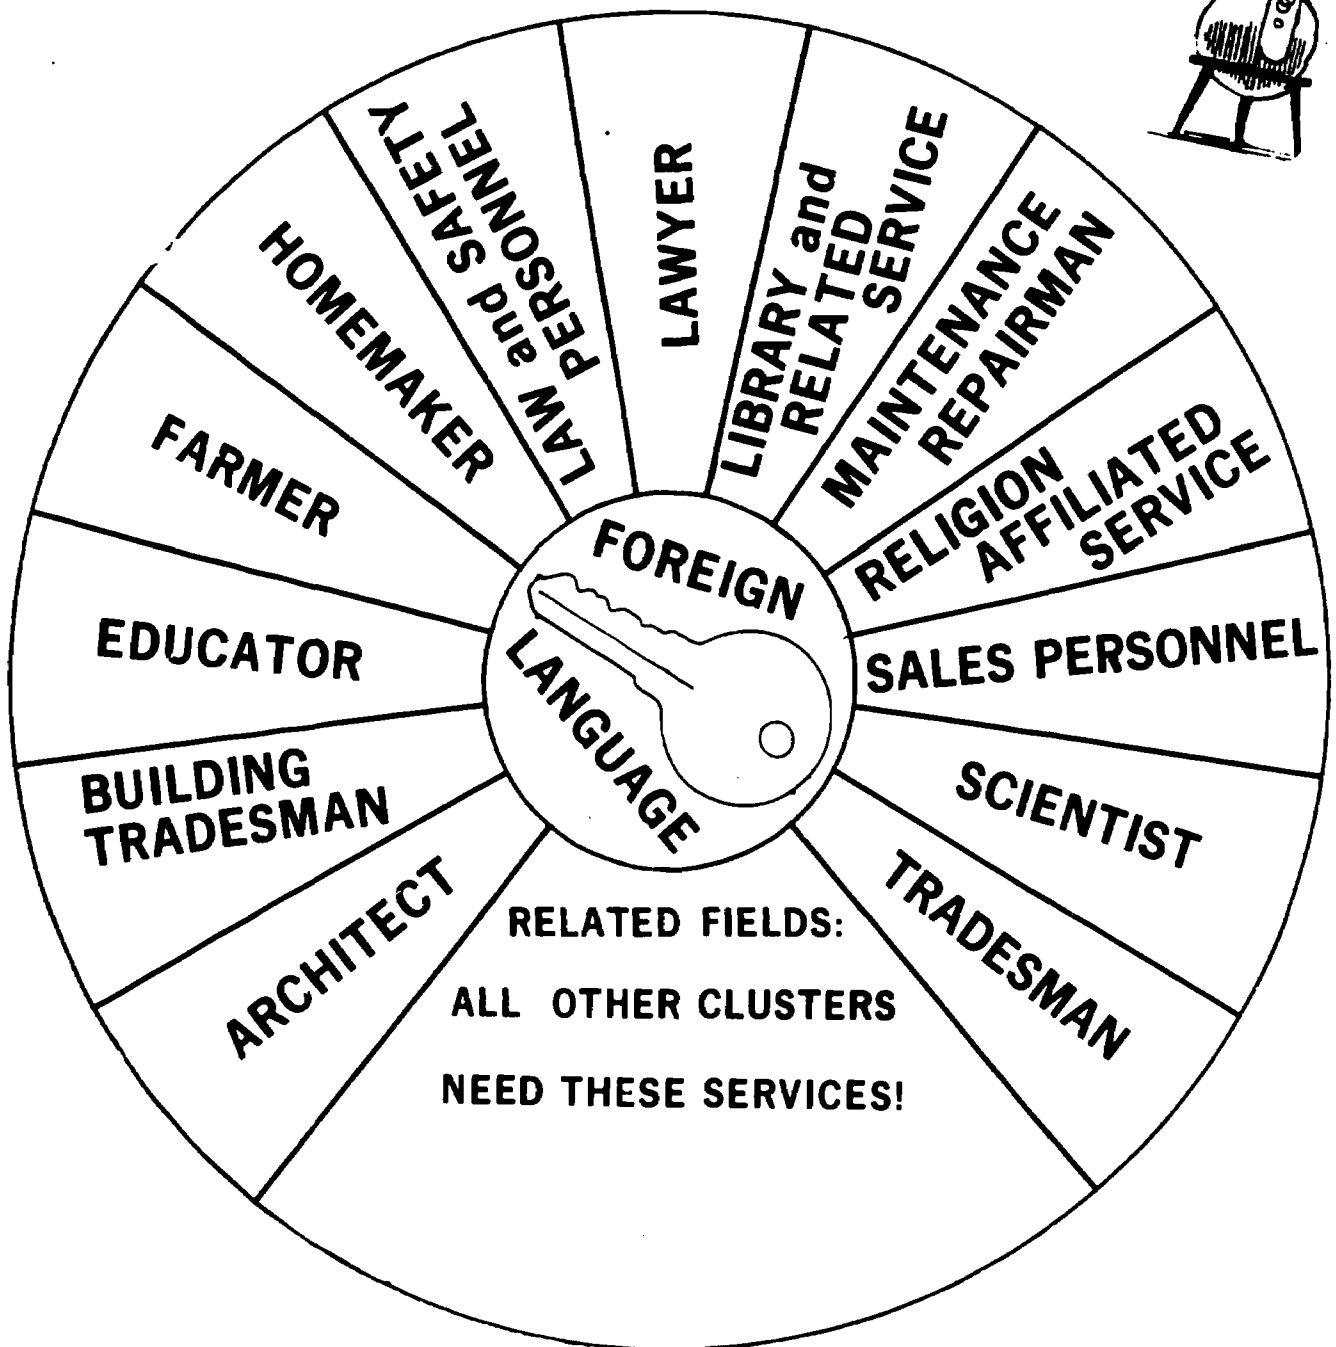 FOREIGN
LANGUAGE
ARCHITECT
BUILDING
TRADESMAN
EDUCATOR
FARMER
HOMEMAKER
LAW and SAFETY
PERSONNEL
LAWYER
LIBRARY and
RELATED
SERVICE
MAINTENANCE
REPAIRMAN
RELIGION
AFFILIATED
SERVICE
SALES PERSONNEL
SCIENTIST
TRADESMAN
RELATED FIELDS:
ALL OTHER CLUSTERS
NEED THESE SERVICES!